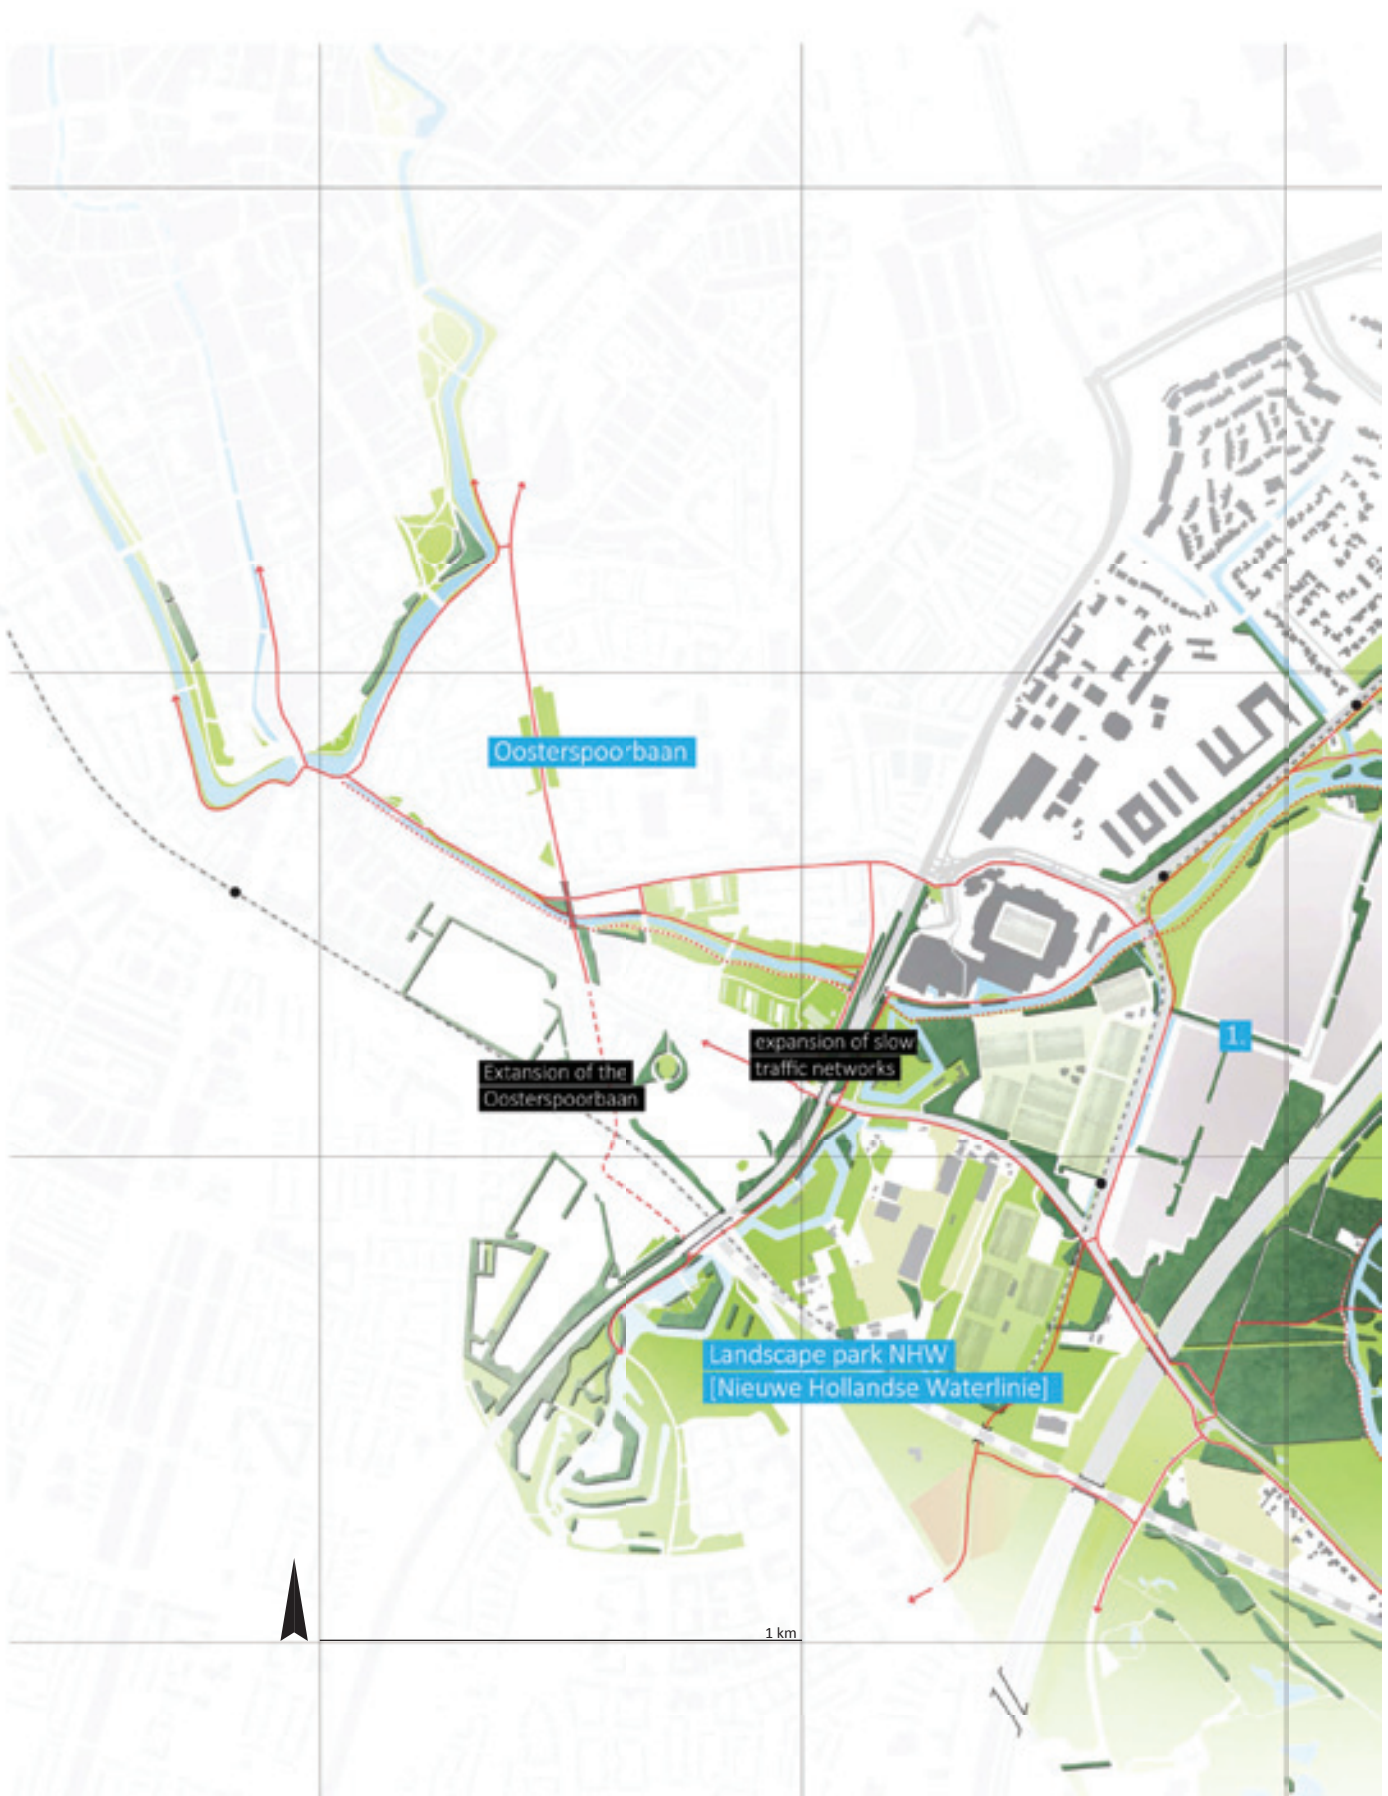 Oosterspoorbaan
expansion of slow
traffic networks
1.
Extansion of the
Oosterspoorbaan
Landscape park NHW
[Nieuwe Hollandse Waterlinie]
1 km